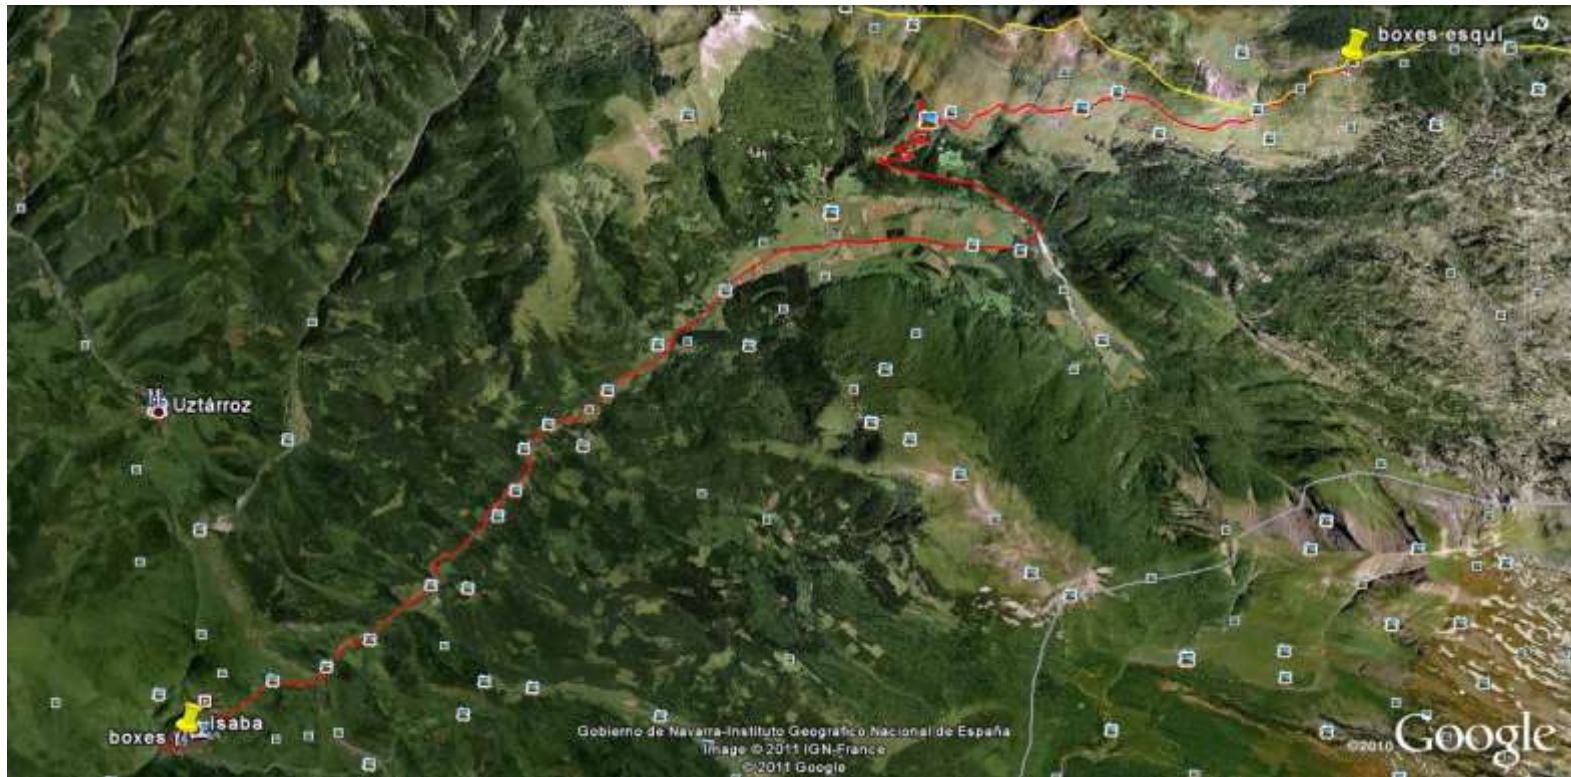 boxes esquí
Uztárroz
Isaba
boxes
Gobierno de Navarra-Instituto Geográfico Nacional de España
Image © 2011 IGN-France
© 2011 Google
©2010 Google